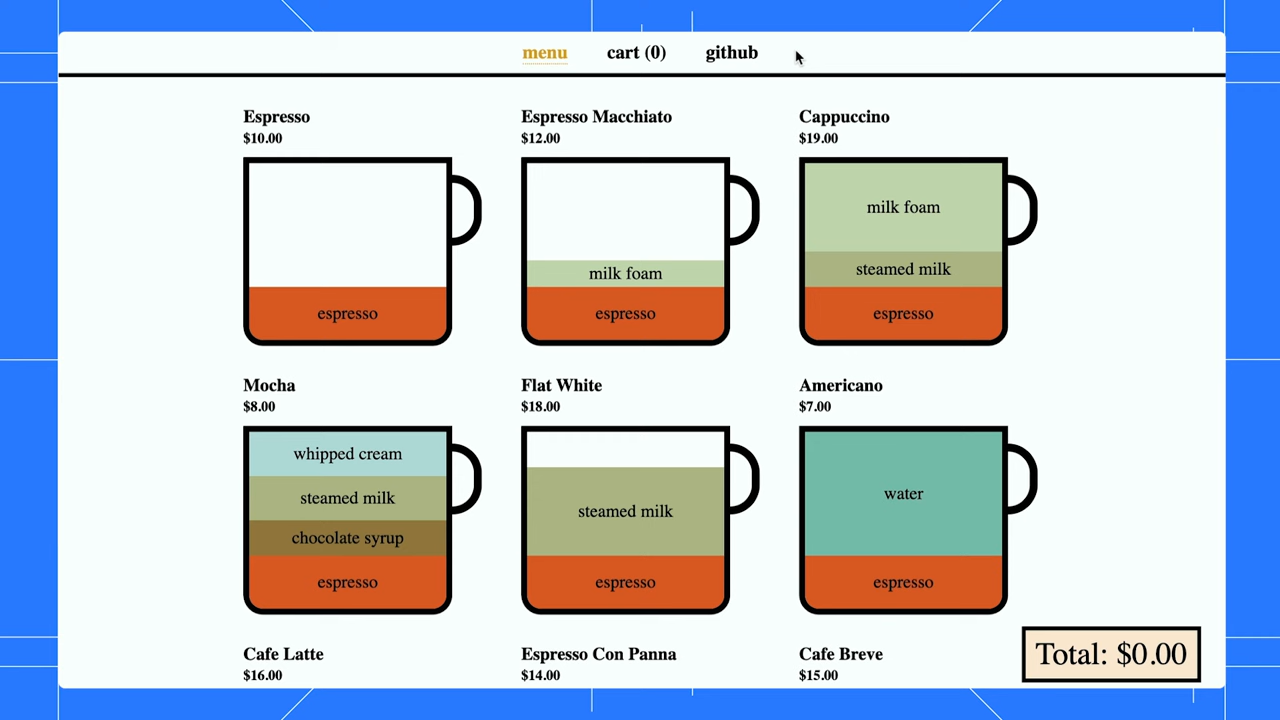 menu cart (0) github
Espresso
$10.00
espresso
Espresso Macchiato
$12.00
milk foam
espresso
Cappuccino
$19.00
milk foam
steamed milk
espresso
Mocha
$8.00
whipped cream
steamed milk
chocolate syrup
espresso
Flat White
$18.00
steamed milk
espresso
Americano
$7.00
water
espresso
Cafe Latte
$16.00
Espresso Con Panna
$14.00
Cafe Breve
$15.00
Total: $0.00